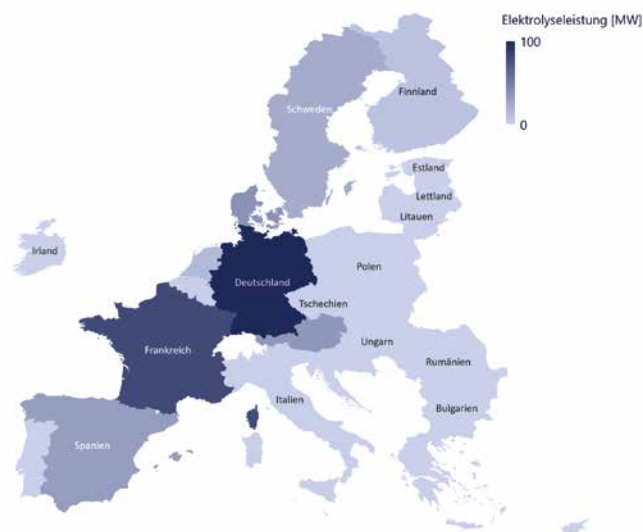 Elektrolyseleistung [MW]
100
0
Finnland
Schweden
Estland
Lettland
Litauen
Irland
Polen
Deutschland
Tschechien
Ungarn
Frankreich
Rumänien
Italien
Bulgarien
Spanien